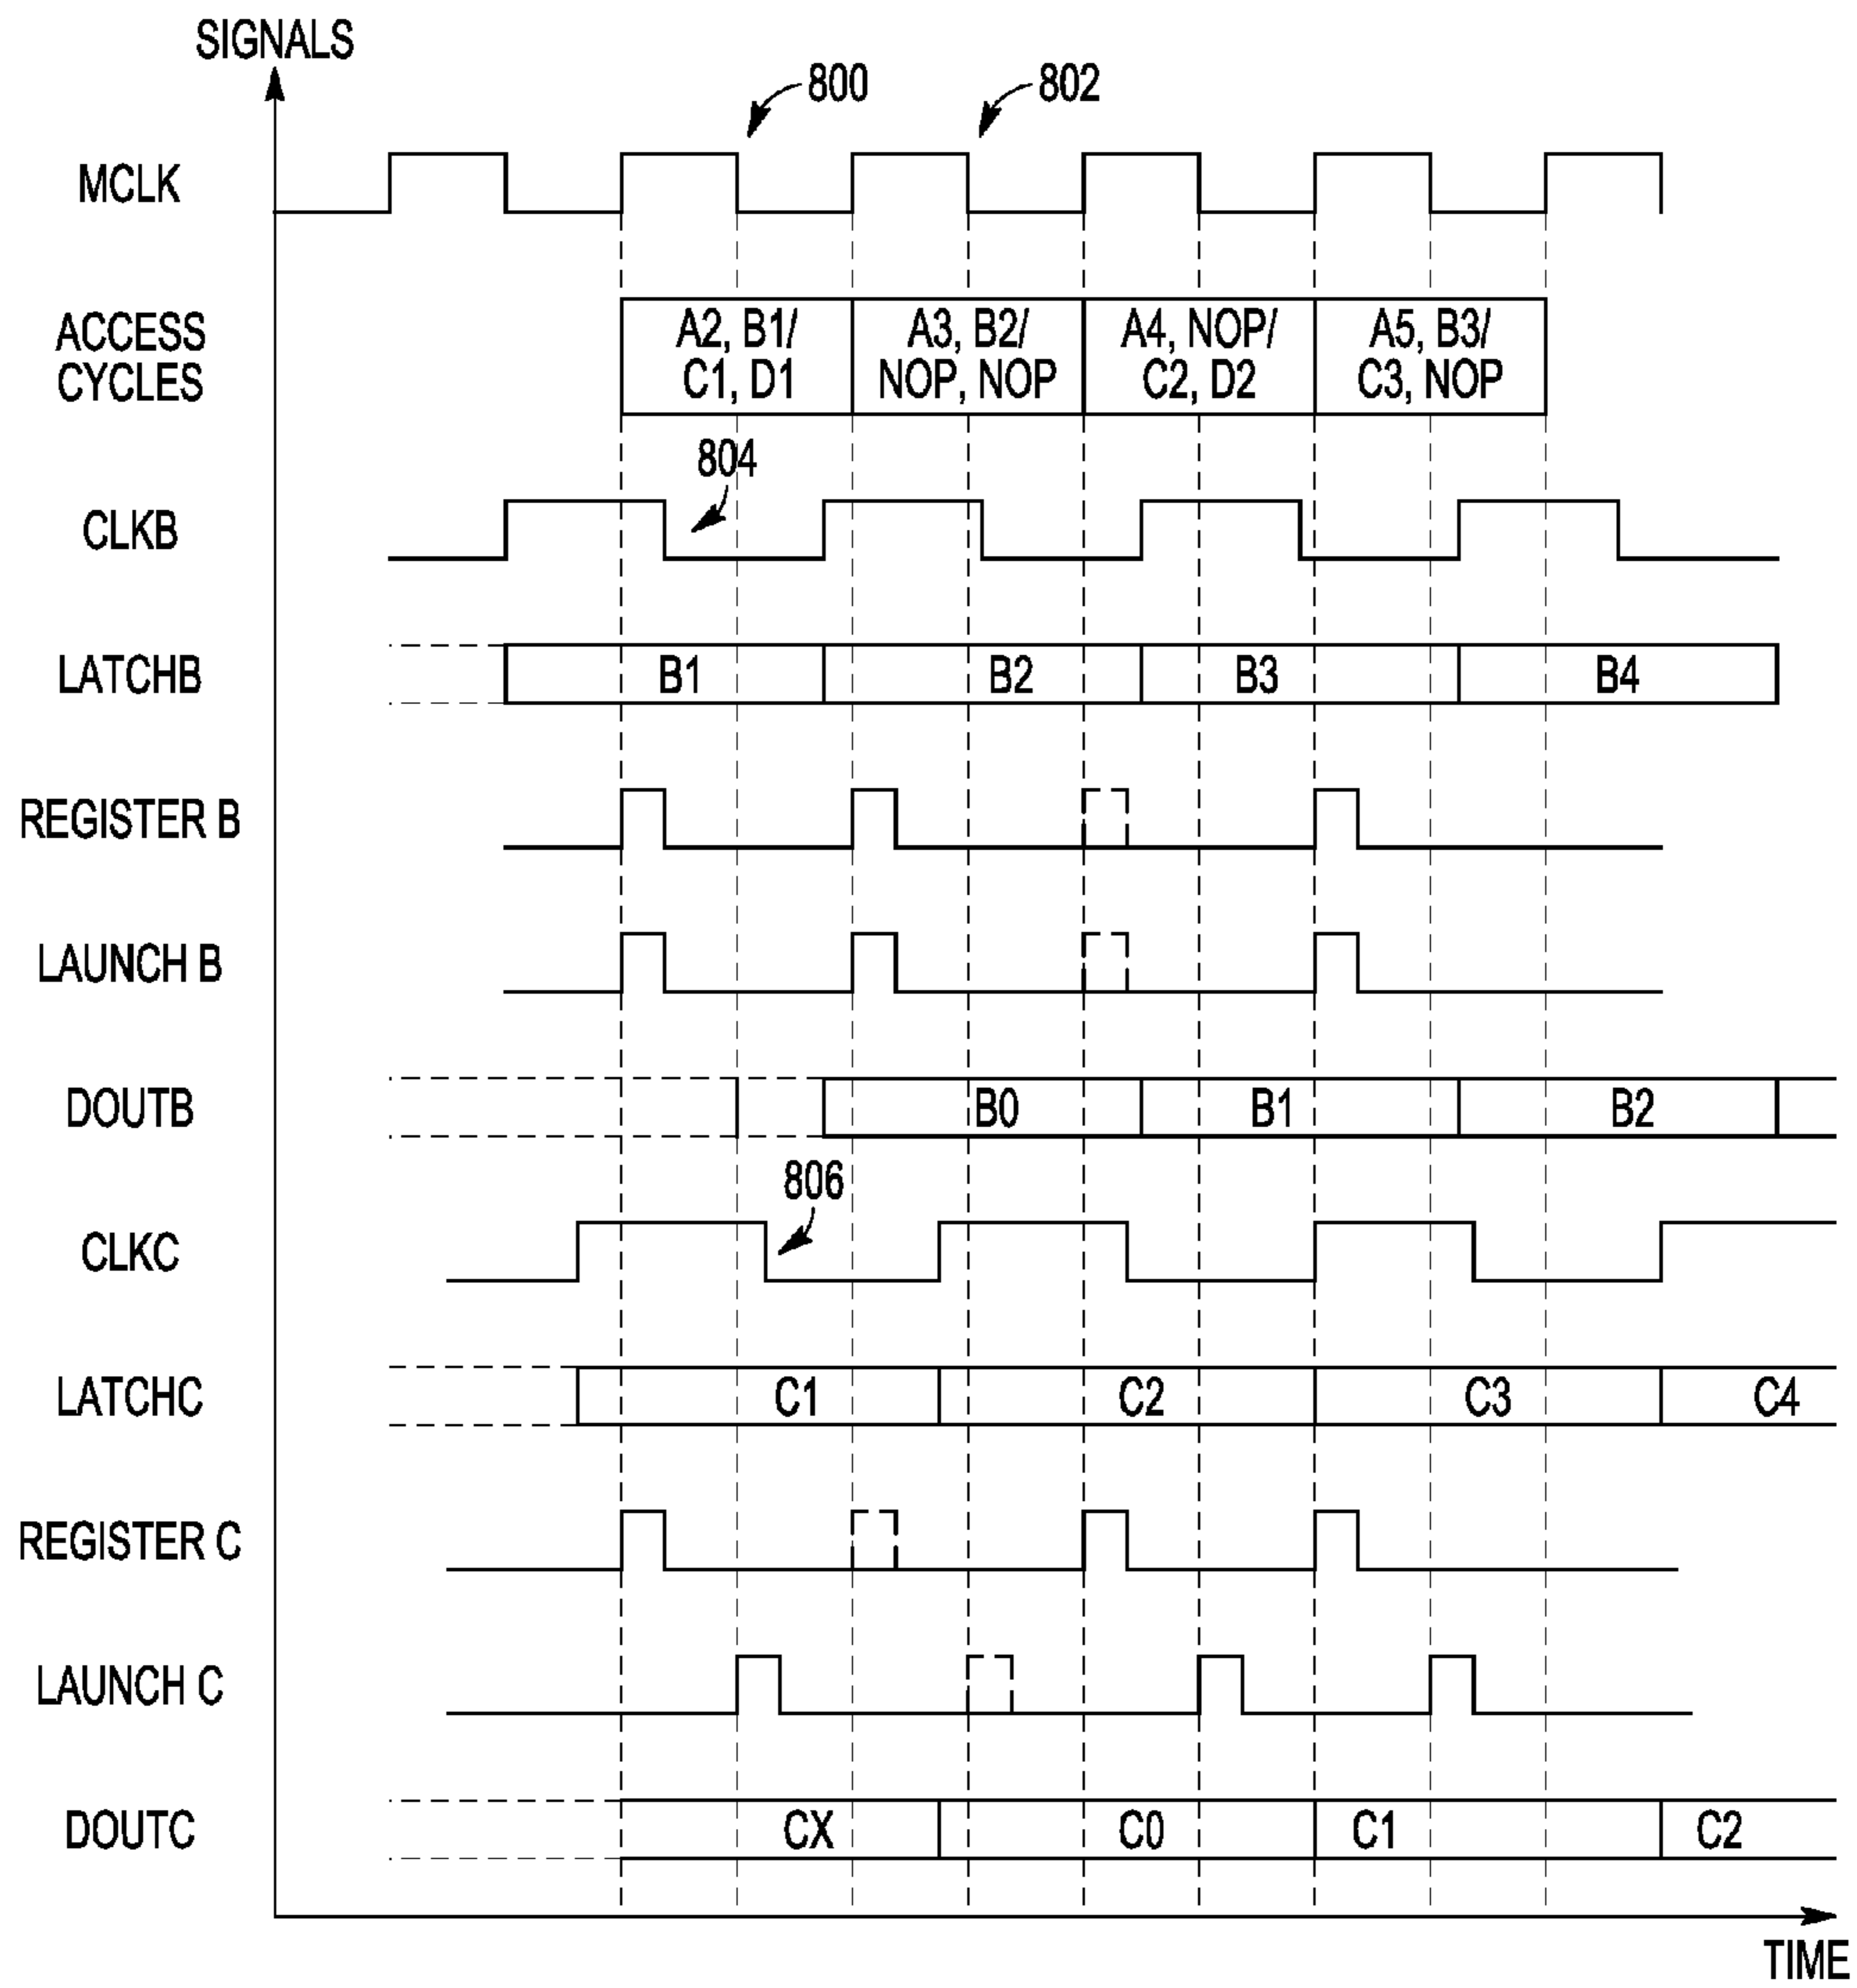 SIGNALS
800
802
MCLK
ACCESS
CYCLES
A2, B1/
C1, D1
A3, B2/
NOP, NOP
A4, NOP/
C2, D2
A5, B3/
C3, NOP
804
CLKB
LATCHB
B1
B2
B3
B4
REGISTER B
LAUNCH B
DOUTB
B0
B1
B2
806
CLKC
LATCHC
C1
C2
C3
C4
REGISTER C
LAUNCH C
DOUTC
CX
C0
C1
C2
TIME